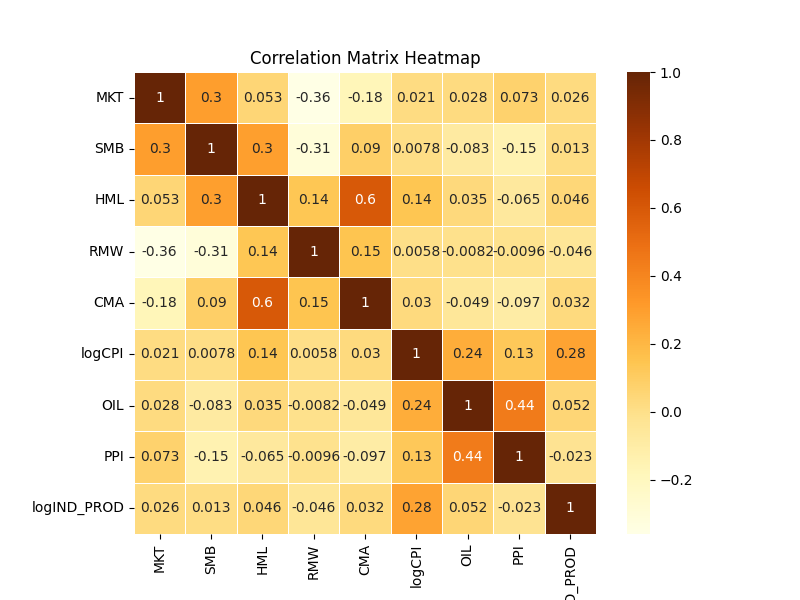 Correlation Matrix Heatmap
MKT 1 0.3 0.053 -0.36 -0.18 0.021 0.028 0.073 0.026
SMB 0.3 1 0.3 -0.31 0.09 0.0078 -0.083 -0.15 0.013
HML 0.053 0.3 1 0.14 0.6 0.14 0.035 -0.065 0.046
RMW -0.36 -0.31 0.14 1 0.15 0.0058 -0.0082 -0.0096 -0.046
CMA -0.18 0.09 0.6 0.15 1 0.03 -0.049 -0.097 0.032
logCPI 0.021 0.0078 0.14 0.0058 0.03 1 0.24 0.13 0.28
OIL 0.028 -0.083 0.035 -0.0082 -0.049 0.24 1 0.44 0.052
PPI 0.073 -0.15 -0.065 -0.0096 -0.097 0.13 0.44 1 -0.023
logIND_PROD 0.026 0.013 0.046 -0.046 0.032 0.28 0.052 -0.023 1
MKT SMB HML RMW CMA logCPI OIL PPI D_PROD
1.0
0.8
0.6
0.4
0.2
0.0
−0.2